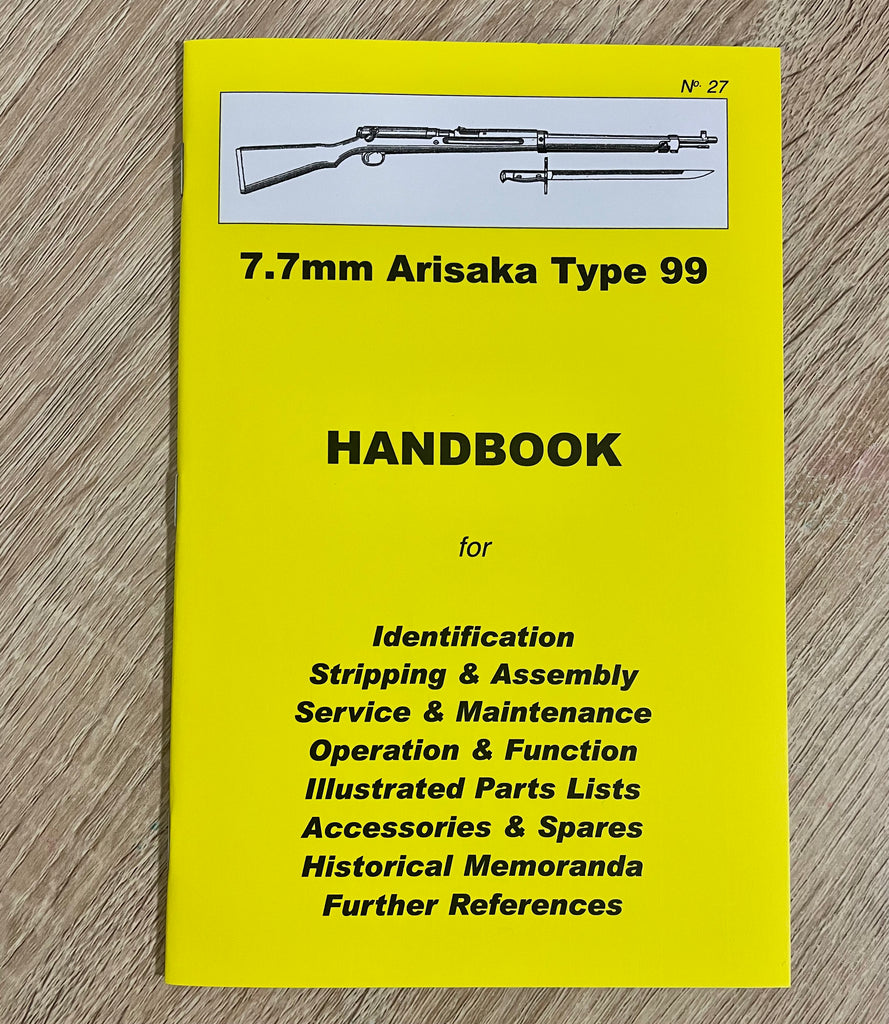 Nº. 27
7.7mm Arisaka Type 99
HANDBOOK
for
Identification
Stripping & Assembly
Service & Maintenance
Operation & Function
Illustrated Parts Lists
Accessories & Spares
Historical Memoranda
Further References